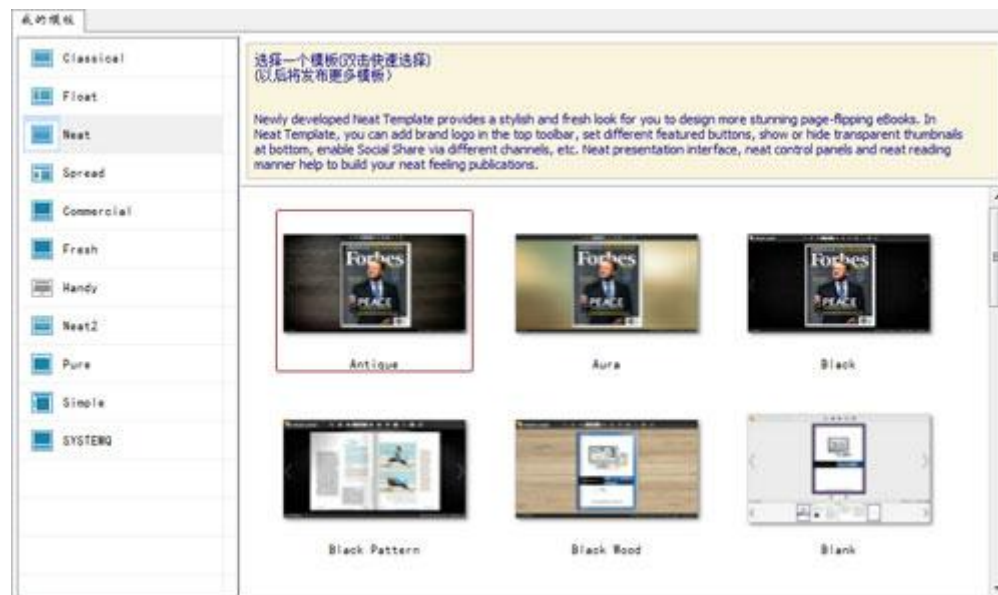 我的模板
Classical
Float
Neat
Spread
Commercial
Fresh
Handy
Neat2
Pure
Simple
SYSTEMQ
选择一个模板(双击快速选择)
(以后将发布更多模板)
Newly developed Neat Template provides a stylish and fresh look for you to design more stunning page-flipping eBooks. In
Neat Template, you can add brand logo in the top toolbar, set different featured buttons, show or hide transparent thumbnails
at bottom, enable Social Share via different channels, etc. Neat presentation interface, neat control panels and neat reading
manner help to build your neat feeling publications.
Forbes
PEACE
Antique
Forbes
PEACE
Aura
Forbes
PEACE
Black
Black Pattern
Black Wood
Blank